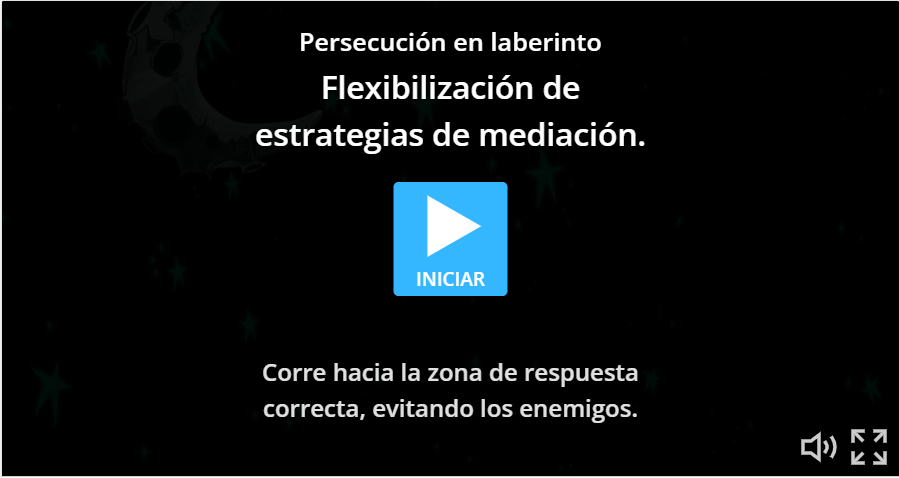 Persecución en laberinto
Flexibilización de
estrategias de mediación.
INICIAR
Corre hacia la zona de respuesta
correcta, evitando los enemigos.